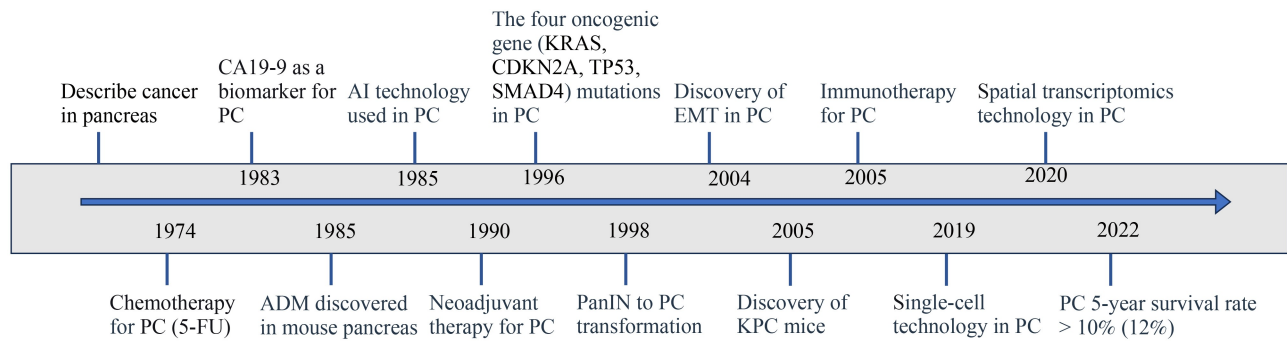 Describe cancer
in pancreas
CA19-9 as a
biomarker for
PC
AI technology
used in PC
The four oncogenic
gene (KRAS,
CDKN2A, TP53,
SMAD4) mutations
in PC
Discovery of
EMT in PC
Immunotherapy
for PC
Spatial transcriptomics
technology in PC
1983
1985
1996
2004
2005
2020
1974
1985
1990
1998
2005
2019
2022
Chemotherapy
for PC (5-FU)
ADM discovered
in mouse pancreas
Neoadjuvant
therapy for PC
PanIN to PC
transformation
Discovery of
KPC mice
Single-cell
technology in PC
PC 5-year survival rate
> 10% (12%)